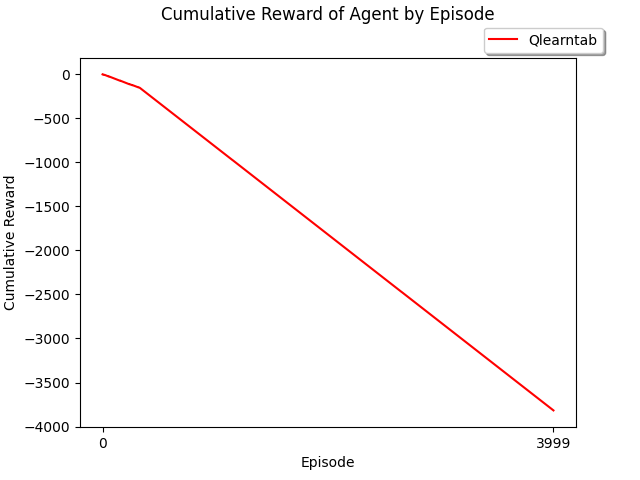 Cumulative Reward of Agent by Episode
Qlearntab
0
−500
−1000
−1500
−2000
−2500
−3000
−3500
−4000
Cumulative Reward
0 3999
Episode